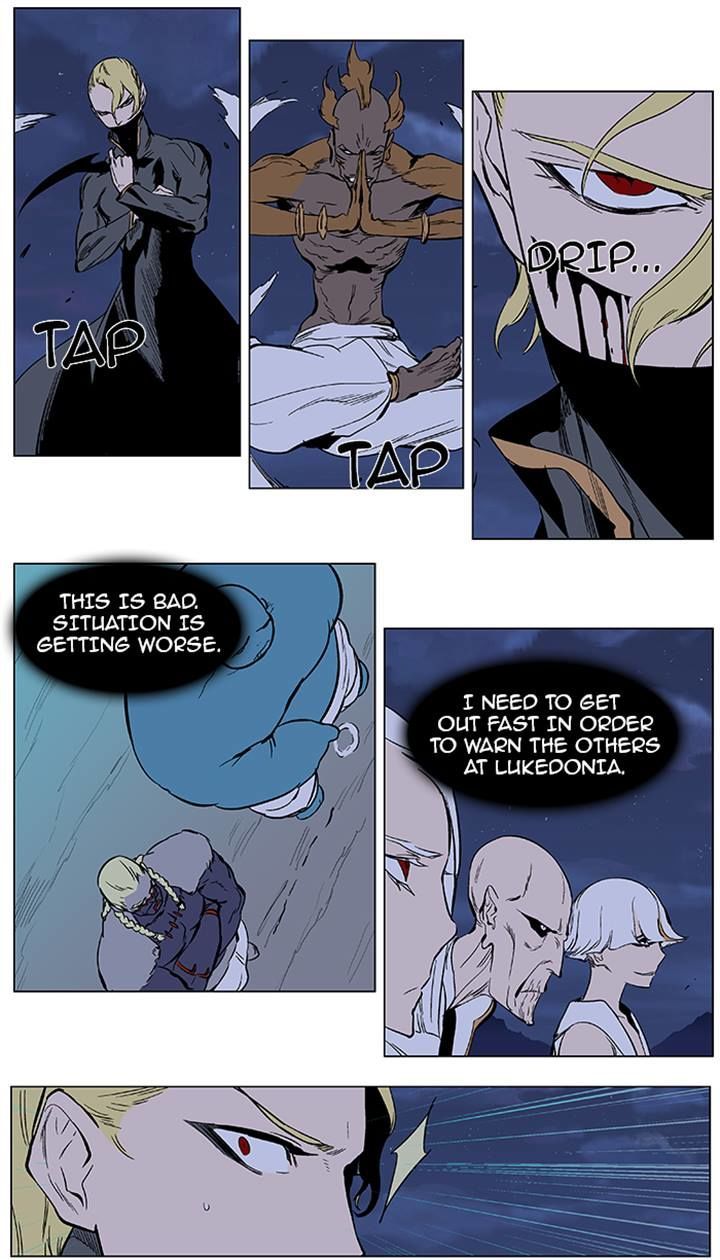 TAP
TAP
DRIP...
THIS IS BAD.
SITUATION IS
GETTING WORSE.
I NEED TO GET
OUT FAST IN ORDER
TO WARN THE OTHERS
AT LUKEDONIA.